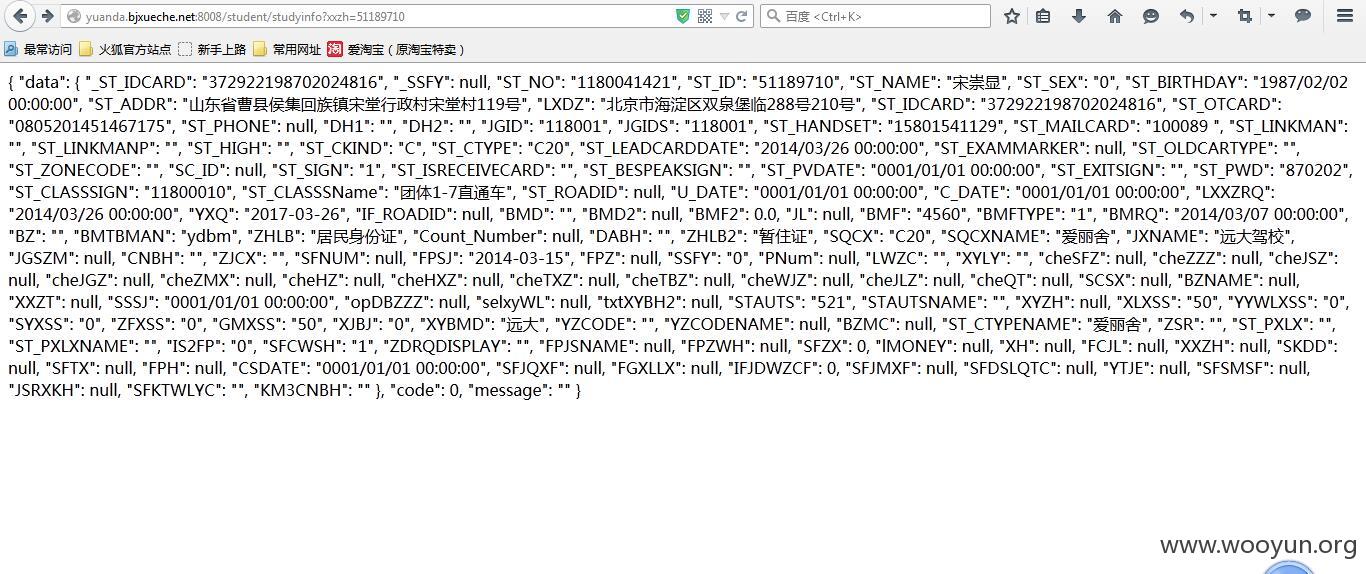 yuanda.bjxueche.net:8008/student/studyinfo?xxzh=51189710
百度 <Ctrl+K>
最常访问 火狐官方站点 新手上路 常用网址 淘 爱淘宝（原淘宝特卖）
{ "data": { "_ST_IDCARD": "372922198702024816", "_SSFY": null, "ST_NO": "1180041421", "ST_ID": "51189710", "ST_NAME": "宋崇显", "ST_SEX": "0", "ST_BIRTHDAY": "1987/02/02
00:00:00", "ST_ADDR": "山东省曹县侯集回族镇宋堂行政村宋堂村119号", "LXDZ": "北京市海淀区双泉堡临288号210号", "ST_IDCARD": "372922198702024816", "ST_OTCARD":
"0805201451467175", "ST_PHONE": null, "DH1": "", "DH2": "", "JGID": "118001", "JGIDS": "118001", "ST_HANDSET": "15801541129", "ST_MAILCARD": "100089 ", "ST_LINKMAN":
"", "ST_LINKMANP": "", "ST_HIGH": "", "ST_CKIND": "C", "ST_CTYPE": "C20", "ST_LEADCARDDATE": "2014/03/26 00:00:00", "ST_EXAMMARKER": null, "ST_OLDCARTYPE": "",
"ST_ZONECODE": "", "SC_ID": null, "ST_SIGN": "1", "ST_ISRECEIVECARD": "", "ST_BESPEAKSIGN": "", "ST_PVDATE": "0001/01/01 00:00:00", "ST_EXITSIGN": "", "ST_PWD": "870202",
"ST_CLASSSIGN": "11800010", "ST_CLASSSName": "团体1-7直通车", "ST_ROADID": null, "U_DATE": "0001/01/01 00:00:00", "C_DATE": "0001/01/01 00:00:00", "LXXZRQ":
"2014/03/26 00:00:00", "YXQ": "2017-03-26", "IF_ROADID": null, "BMD": "", "BMD2": null, "BMF2": 0.0, "JL": null, "BMF": "4560", "BMFTYPE": "1", "BMRQ": "2014/03/07 00:00:00",
"BZ": "", "BMTBMAN": "ydbm", "ZHLB": "居民身份证", "Count_Number": null, "DABH": "", "ZHLB2": "暂住证", "SQCX": "C20", "SQCXNAME": "爱丽舍", "JXNAME": "远大驾校",
"JGSZM": null, "CNBH": "", "ZJCX": "", "SFNUM": null, "FPSJ": "2014-03-15", "FPZ": null, "SSFY": "0", "PNum": null, "LWZC": "", "XYLY": "", "cheSFZ": null, "cheZZZ": null, "cheJSZ":
null, "cheJGZ": null, "cheZMX": null, "cheHZ": null, "cheHXZ": null, "cheTXZ": null, "cheTBZ": null, "cheWJZ": null, "cheJLZ": null, "cheQT": null, "SCSX": null, "BZNAME": null,
"XXZT": null, "SSSJ": "0001/01/01 00:00:00", "opDBZZZ": null, "selxyWL": null, "txtXYBH2": null, "STAUTS": "521", "STAUTSNAME": "", "XYZH": null, "XLXSS": "50", "YYWLXSS": "0",
"SYXSS": "0", "ZFXSS": "0", "GMXSS": "50", "XJBJ": "0", "XYBMD": "远大", "YZCODE": "", "YZCODENAME": null, "BZMC": null, "ST_CTYPENAME": "爱丽舍", "ZSR": "", "ST_PXLX": "",
"ST_PXLXNAME": "", "IS2FP": "0", "SFCWSH": "1", "ZDRQDISPLAY": "", "FPJSNAME": null, "FPZWH": null, "SFZX": 0, "lMONEY": null, "XH": null, "FCJL": null, "XXZH": null, "SKDD":
null, "SFTX": null, "FPH": null, "CSDATE": "0001/01/01 00:00:00", "SFJQXF": null, "FGXLLX": null, "IFJDWZCF": 0, "SFJMXF": null, "SFDSLQTC": null, "YTJE": null, "SFSMSF": null,
"JSRXKH": null, "SFKTWLYC": "", "KM3CNBH": "" }, "code": 0, "message": "" }
www.wooyun.org